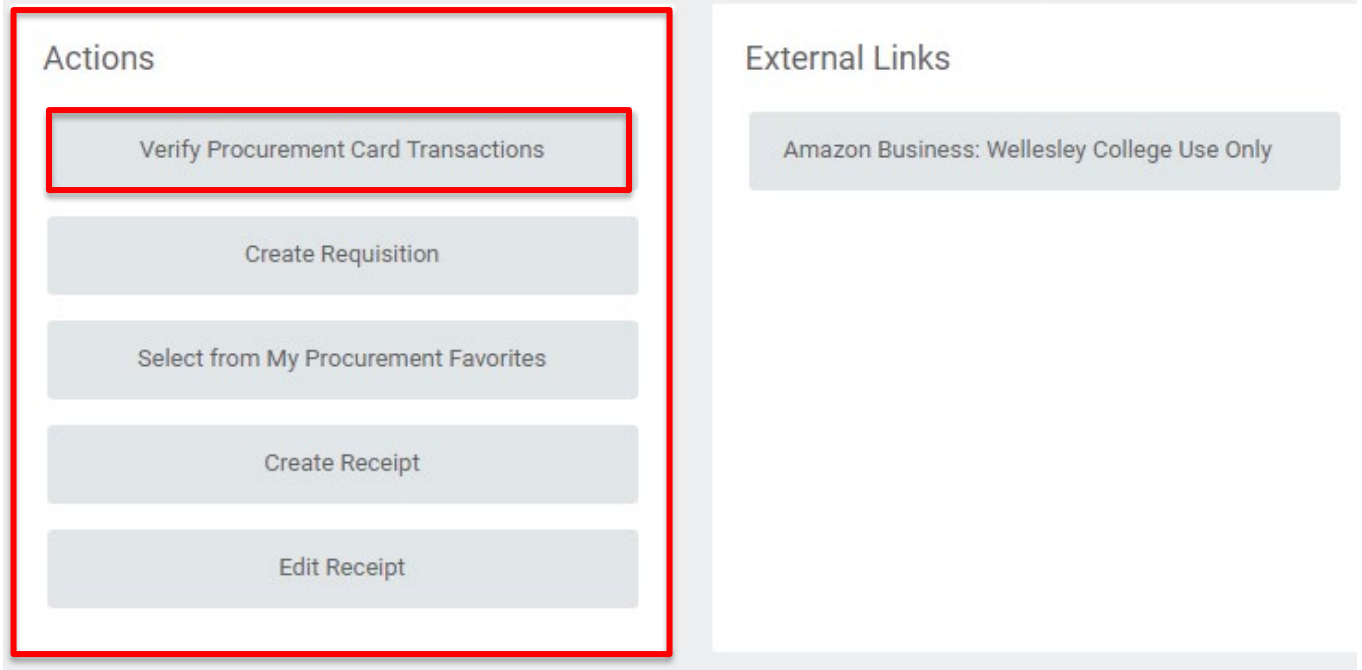 Actions
Verify Procurement Card Transactions
Create Requisition
Select from My Procurement Favorites
Create Receipt
Edit Receipt
External Links
Amazon Business: Wellesley College Use Only